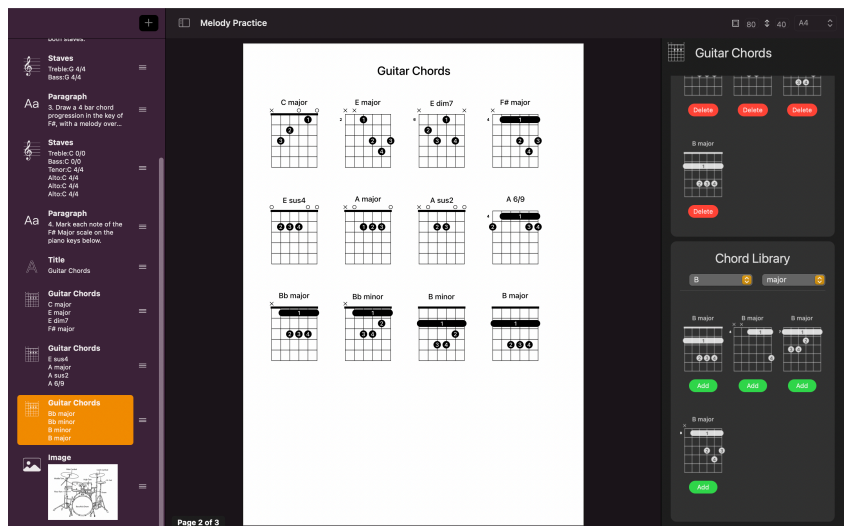 Melody Practice
80
40
A4
both staves.
Staves
Treble:G 4/4
Bass:G 4/4
Aa
Paragraph
3. Draw a 4 bar chord
progression in the key of
F#, with a melody over...
Staves
Treble:C 0/0
Bass:C 0/0
Tenor:C 4/4
Alto:C 4/4
Alto:C 4/4
Alto:C 4/4
Aa
Paragraph
4. Mark each note of the
F# Major scale on the
piano keys below.
Title
Guitar Chords
Guitar Chords
C major
E major
E dim7
F# major
Guitar Chords
E sus4
A major
A sus2
A 6/9
Guitar Chords
Bb major
Bb minor
B minor
B major
Image
Page 2 of 3
Guitar Chords
C major
E major
E dim7
F# major
E sus4
A major
A sus2
A 6/9
Bb major
Bb minor
B minor
B major
Guitar Chords
Delete
Delete
Delete
B major
Delete
Chord Library
B
major
B major
B major
B major
Add
Add
Add
B major
Add